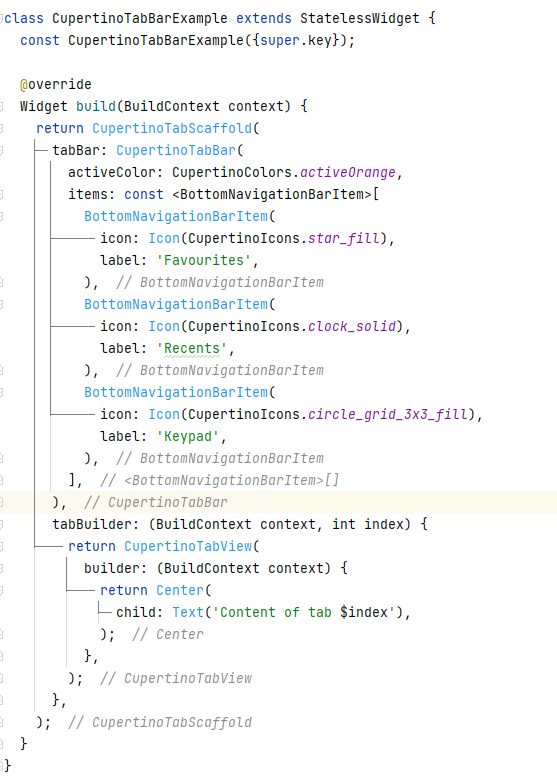 class CupertinoTabBarExample extends StatelessWidget {
  const CupertinoTabBarExample({super.key});

  @override
  Widget build(BuildContext context) {
    return CupertinoTabScaffold(
      tabBar: CupertinoTabBar(
        activeColor: CupertinoColors.activeOrange,
        items: const <BottomNavigationBarItem>[
          BottomNavigationBarItem(
            icon: Icon(CupertinoIcons.star_fill),
            label: 'Favourites',
          ),  // BottomNavigationBarItem
          BottomNavigationBarItem(
            icon: Icon(CupertinoIcons.clock_solid),
            label: 'Recents',
          ),  // BottomNavigationBarItem
          BottomNavigationBarItem(
            icon: Icon(CupertinoIcons.circle_grid_3x3_fill),
            label: 'Keypad',
          ),  // BottomNavigationBarItem
        ],  // <BottomNavigationBarItem>[]
      ),  // CupertinoTabBar
      tabBuilder: (BuildContext context, int index) {
        return CupertinoTabView(
          builder: (BuildContext context) {
            return Center(
              child: Text('Content of tab $index'),
            );  // Center
          },
        );  // CupertinoTabView
      },
    );  // CupertinoTabScaffold
  }
}